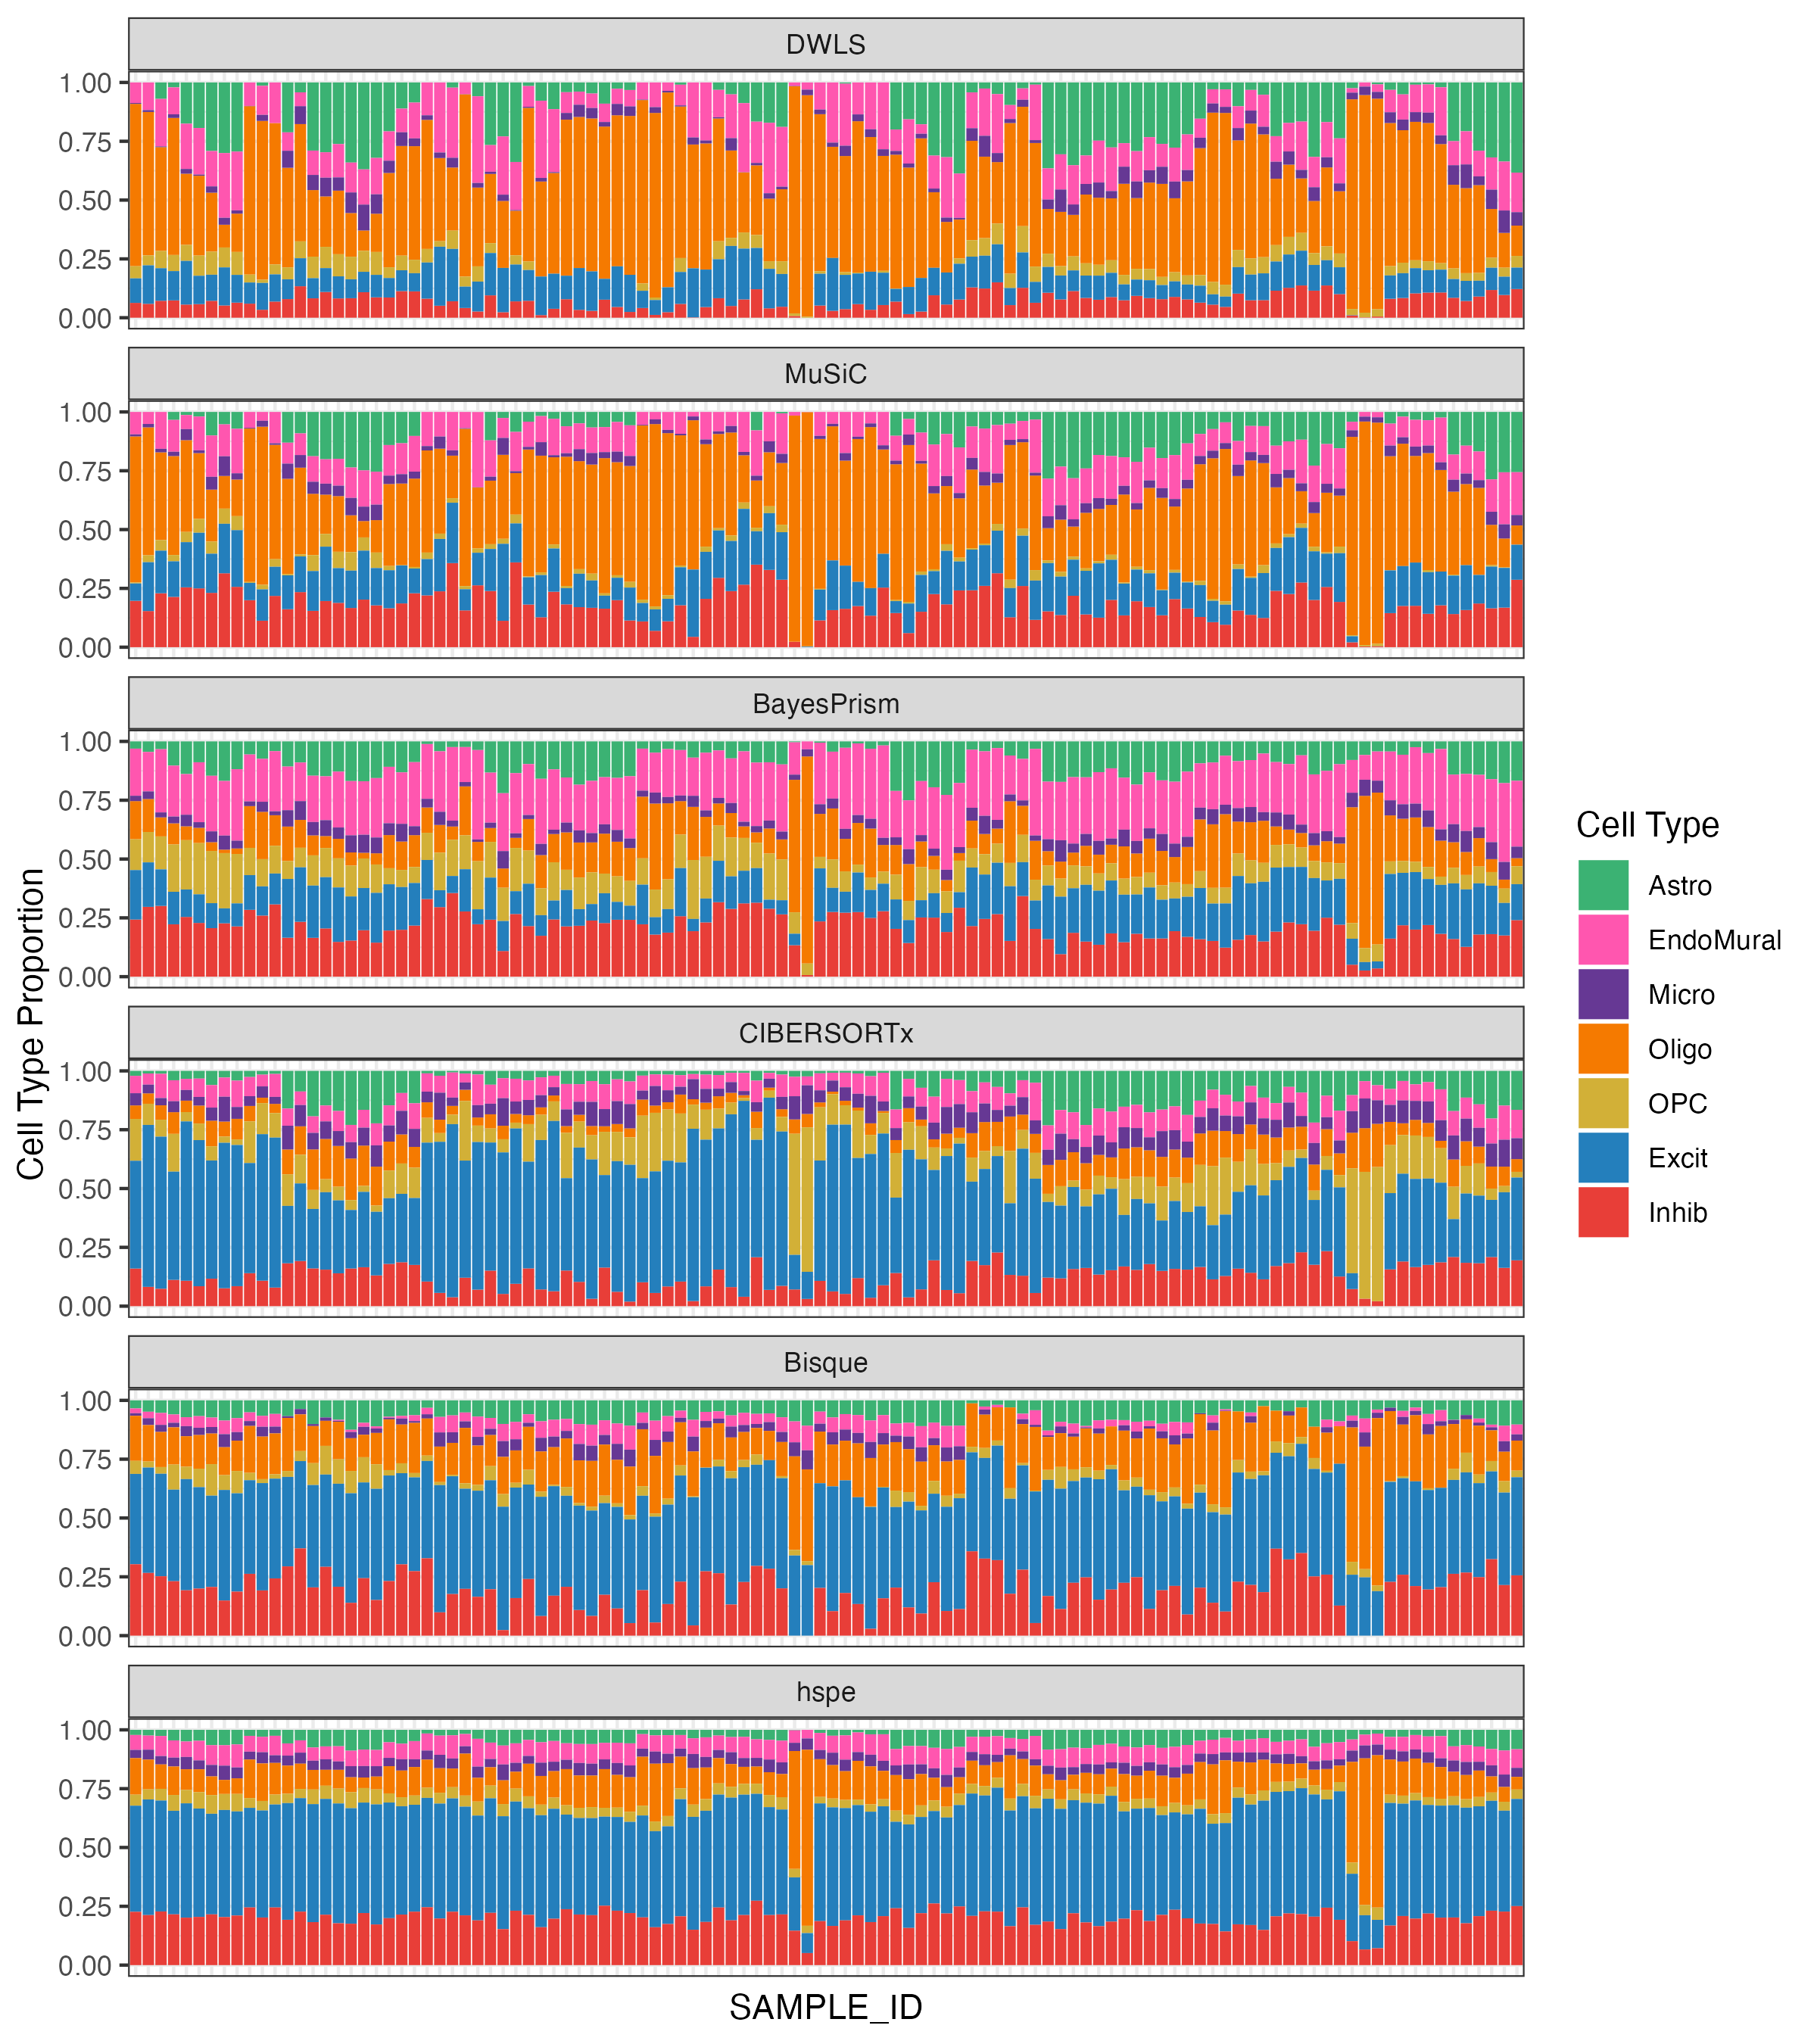 DWLS
1.00
0.75
0.50
0.25
0.00
MuSiC
1.00
0.75
0.50
0.25
0.00
BayesPrism
1.00
0.75
0.50
0.25
0.00
CIBERSORTx
1.00
0.75
0.50
0.25
0.00
Bisque
1.00
0.75
0.50
0.25
0.00
hspe
1.00
0.75
0.50
0.25
0.00
Cell Type Proportion
SAMPLE_ID
Cell Type
Astro
EndoMural
Micro
Oligo
OPC
Excit
Inhib